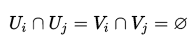 U_i ∩ U_j = V_i ∩ V_j = ∅